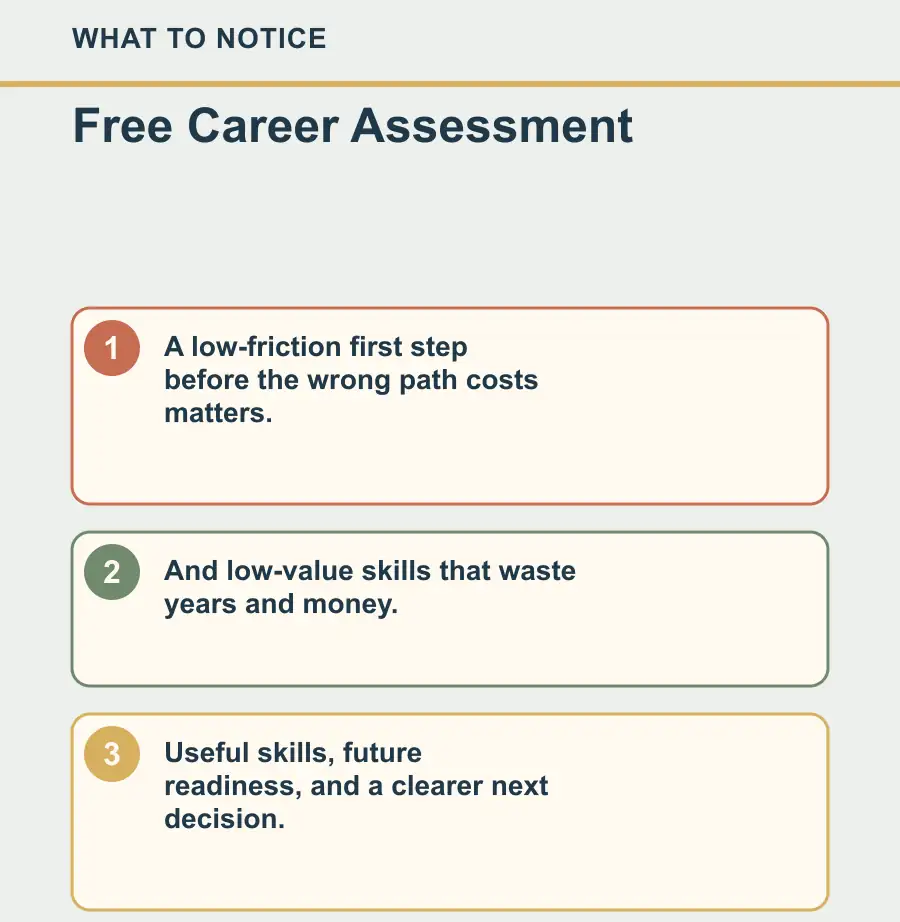 WHAT TO NOTICE
Free Career Assessment
1
A low-friction first step
before the wrong path costs
matters.
2
And low-value skills that waste
years and money.
3
Useful skills, future
readiness, and a clearer next
decision.